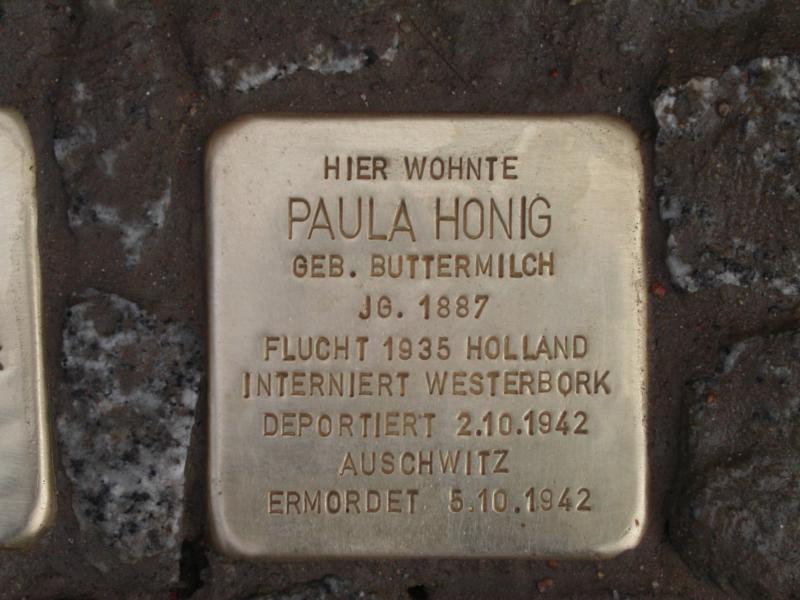 HIER WOHNTE
PAULA HONIG
GEB. BUTTERMILCH
JG. 1887
FLUCHT 1935 HOLLAND
INTERNIERT WESTERBORK
DEPORTIERT 2.10.1942
AUSCHWITZ
ERMORDET 5.10.1942